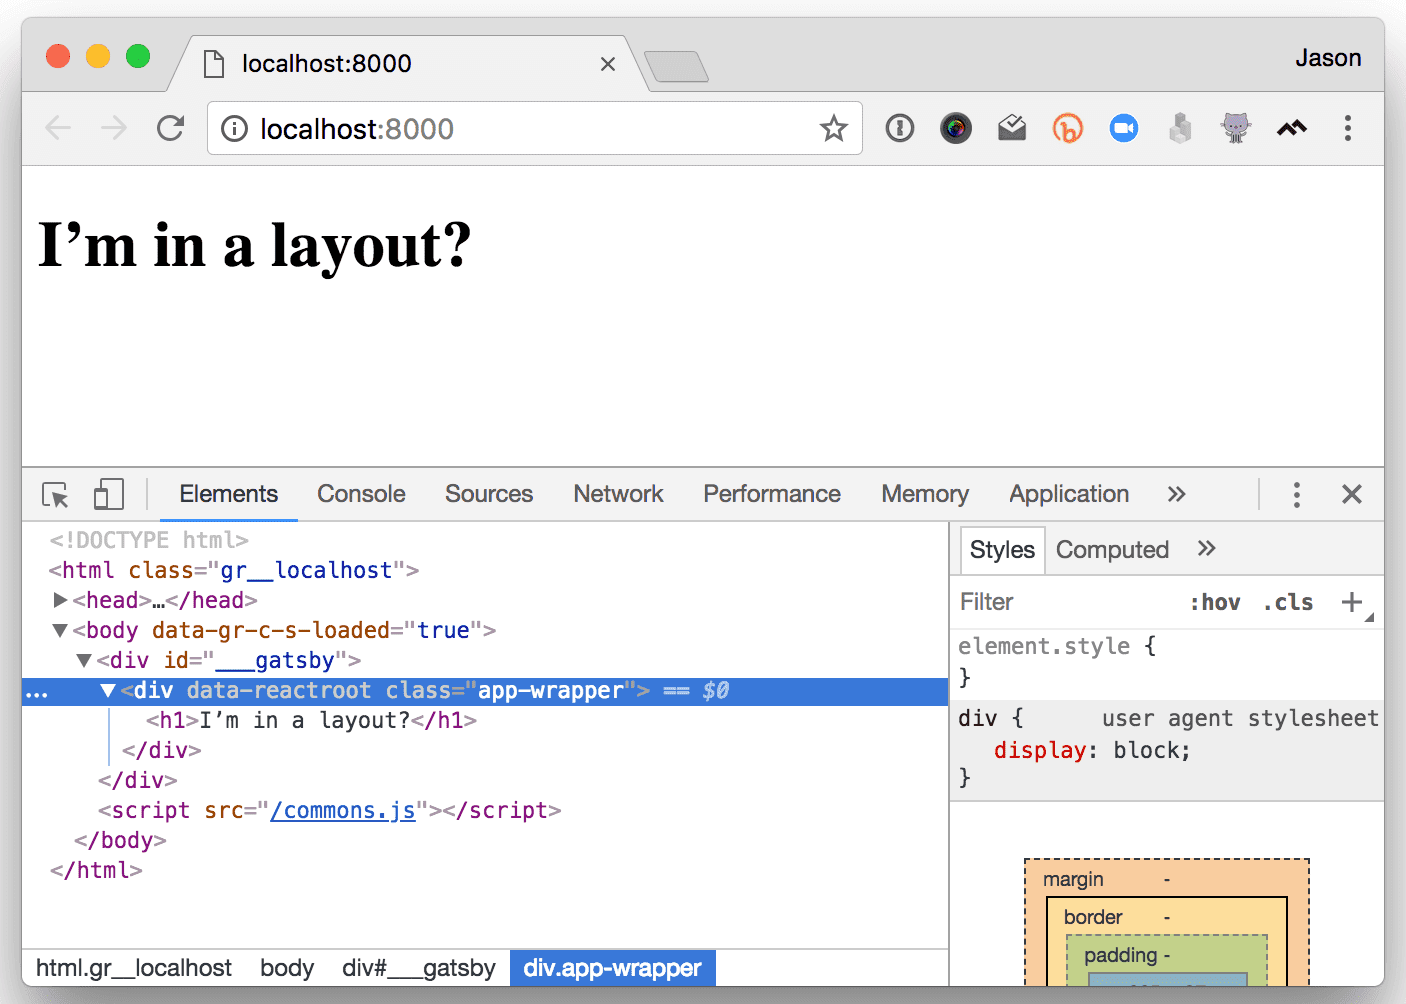 localhost:8000
Jason
localhost:8000
I’m in a layout?
Elements Console Sources Network Performance Memory Application »
<!DOCTYPE html>
<html class="gr__localhost">
<head>…</head>
<body data-gr-c-s-loaded="true">
<div id="___gatsby">
... <div data-reactroot class="app-wrapper"> == $0
<h1>I’m in a layout?</h1>
</div>
</div>
<script src="/commons.js"></script>
</body>
</html>
html.gr__localhost body div#___gatsby div.app-wrapper
Styles Computed »
Filter :hov .cls +
element.style {
}
div { user agent stylesheet
display: block;
}
margin -
border -
padding -